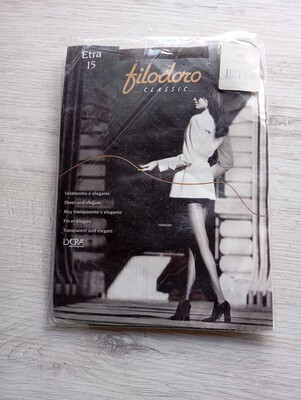 Etra
15
filodoro
CLASSIC
Velatissimo e elegante
Sheer and elegant
Muy transparente y elegante
Fin et élégant
Transparent und elegant
LYCRA